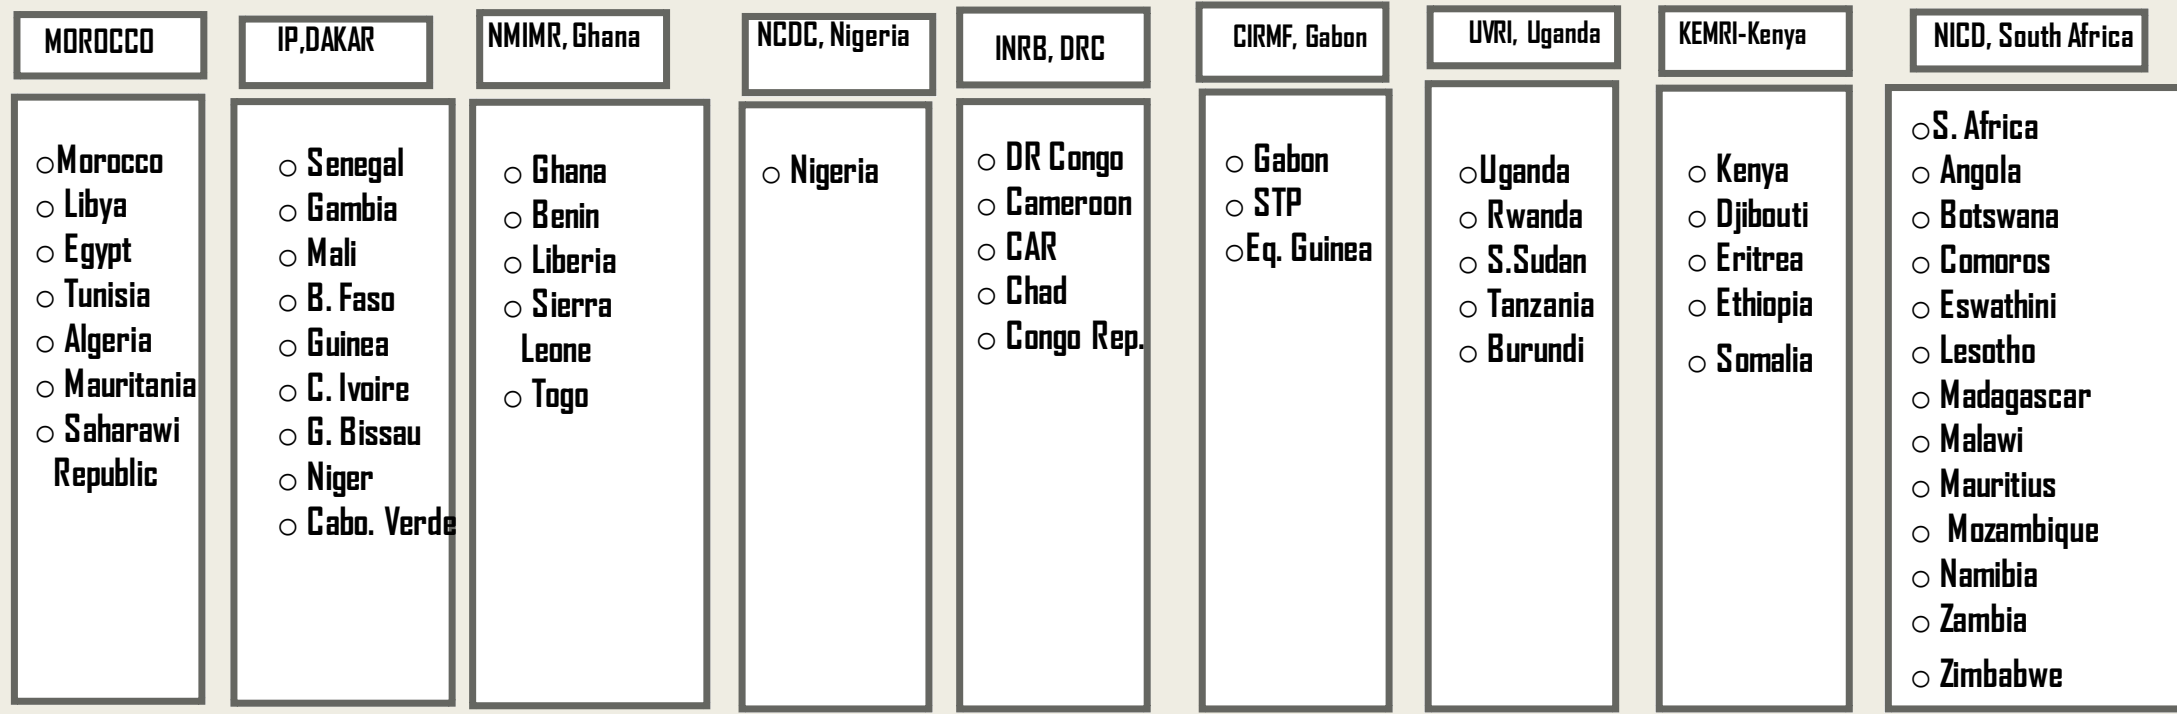 MOROCCO
○Morocco
○ Libya
○ Egypt
○ Tunisia
○ Algeria
○ Mauritania
○ Saharawi
Republic
IP,DAKAR
○ Senegal
○ Gambia
○ Mali
○ B. Faso
○ Guinea
○ C. Ivoire
○ G. Bissau
○ Niger
○ Cabo. Verde
NMIMR, Ghana
○ Ghana
○ Benin
○ Liberia
○ Sierra
Leone
○ Togo
NCDC, Nigeria
○ Nigeria
INRB, DRC
○ DR Congo
○ Cameroon
○ CAR
○ Chad
○ Congo Rep.
CIRMF, Gabon
○ Gabon
○ STP
○Eq. Guinea
UVRI, Uganda
○Uganda
○ Rwanda
○ S.Sudan
○ Tanzania
○ Burundi
KEMRI-Kenya
○ Kenya
○ Djibouti
○ Eritrea
○ Ethiopia
○ Somalia
NICD, South Africa
○S. Africa
○ Angola
○ Botswana
○ Comoros
○ Eswathini
○ Lesotho
○ Madagascar
○ Malawi
○ Mauritius
○ Mozambique
○ Namibia
○ Zambia
○ Zimbabwe